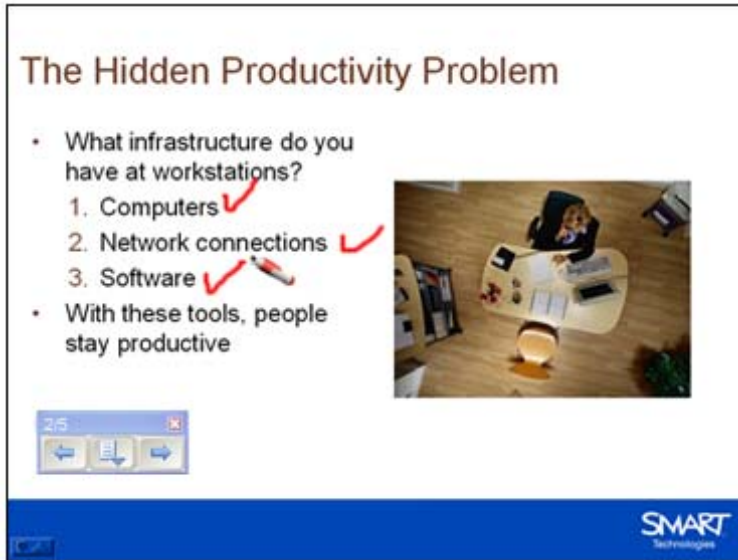 The Hidden Productivity Problem
• What infrastructure do you
have at workstations?
1. Computers
2. Network connections
3. Software
• With these tools, people
stay productive
2/5
SMART
Technologies